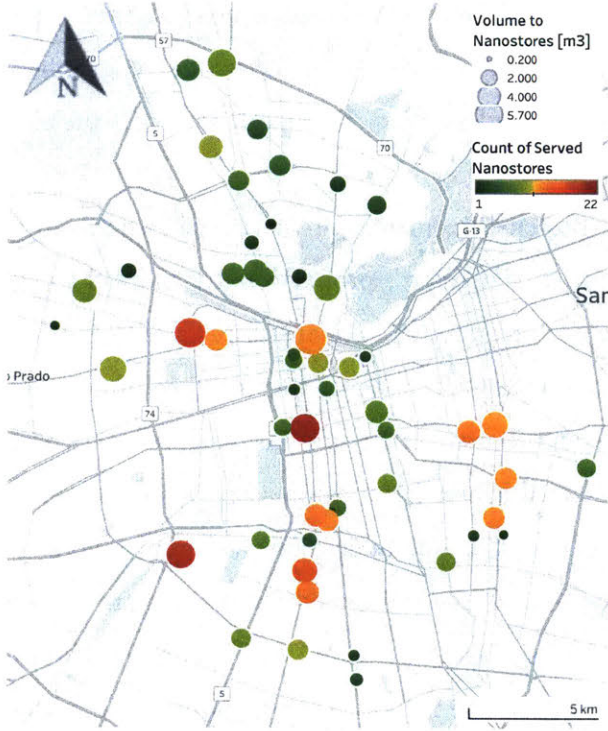 57
Volume to
Nanostores [m3]
0.200
2.000
4.000
5.700
70
N
5
70
Count of Served
Nanostores
1 22
G-13
San
o Prado
74
5
5 km